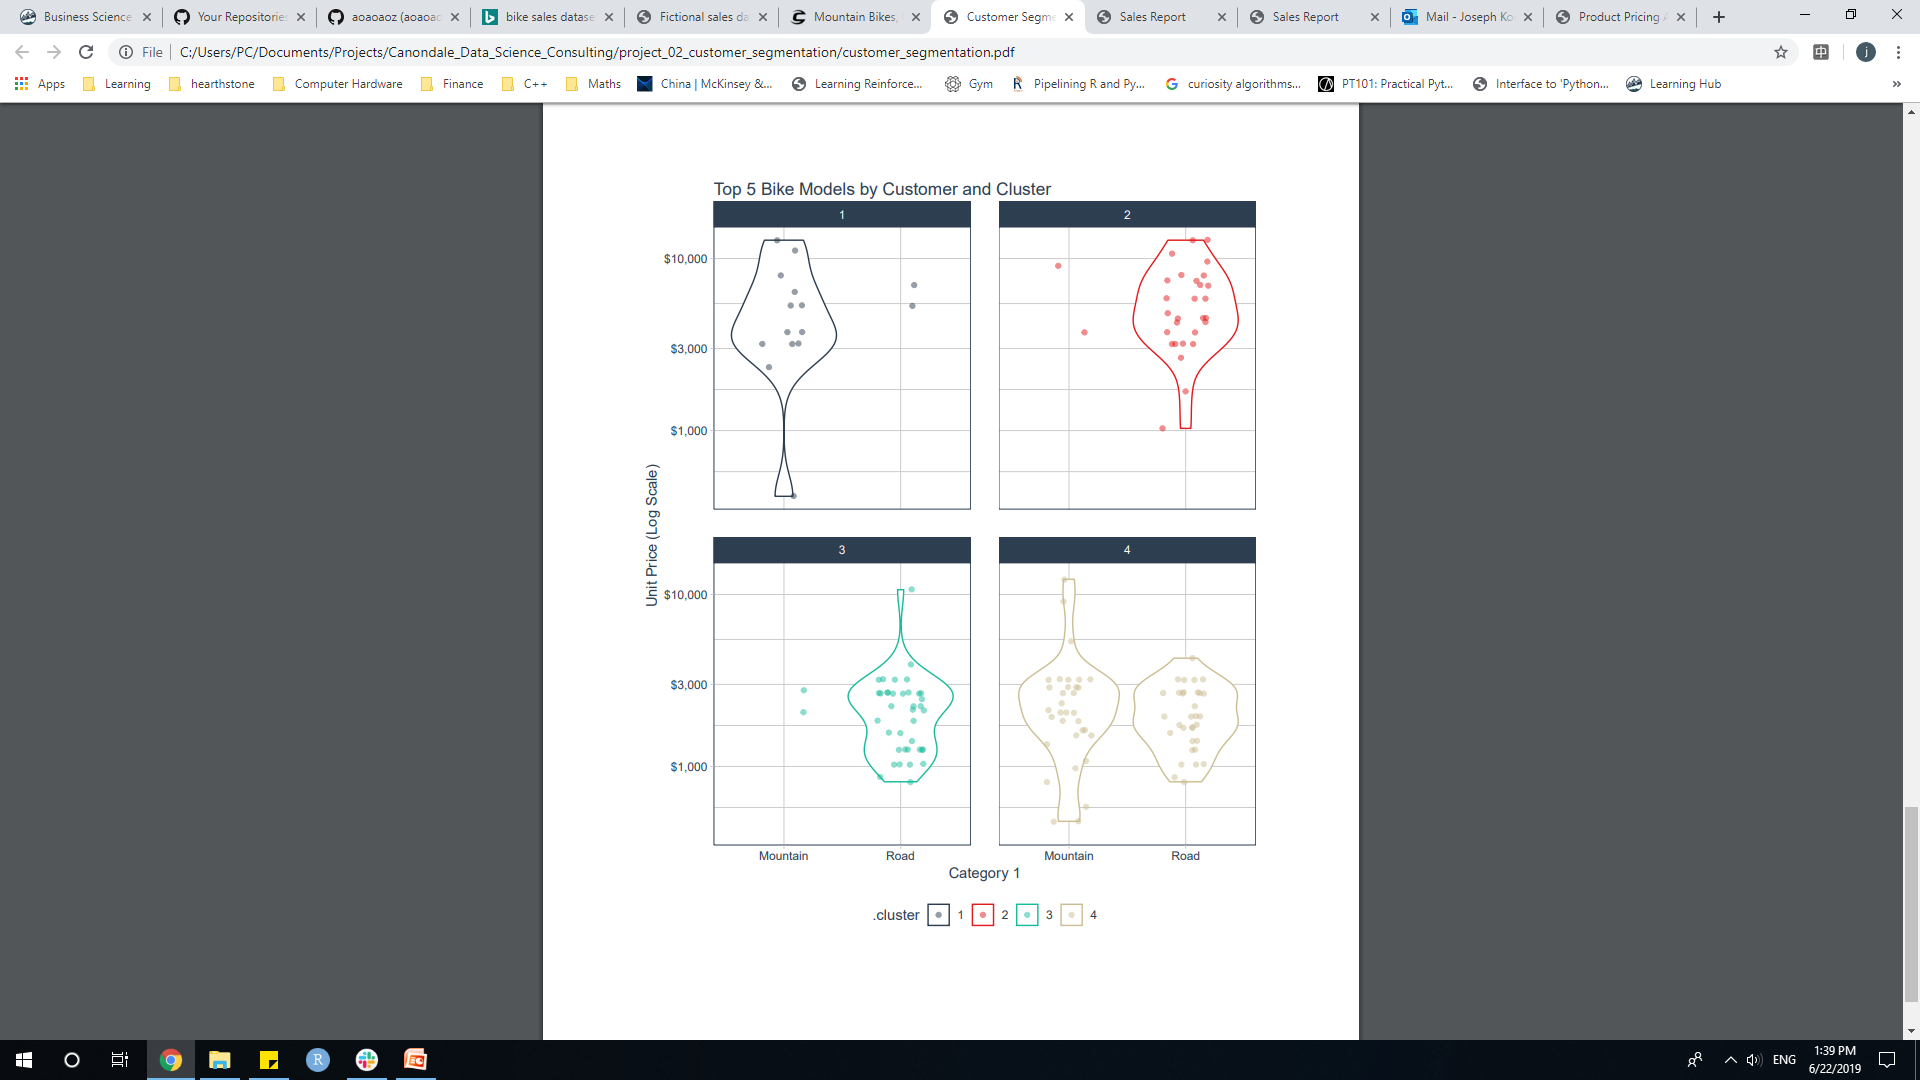 Business Science
Your Repositories
aoaoaoz (aoaoao
bike sales datase
Fictional sales da
Mountain Bikes,
Customer Segm
Sales Report
Sales Report
Mail - Joseph Ko
Product Pricing
File C:/Users/PC/Documents/Projects/Canondale_Data_Science_Consulting/project_02_customer_segmentation/customer_segmentation.pdf
中
j
Apps Learning hearthstone Computer Hardware Finance C++ Maths China | McKinsey &... Learning Reinforce... Gym Pipelining R and Py... curiosity algorithms... PT101: Practical Pyt... Interface to 'Python... Learning Hub »
Top 5 Bike Models by Customer and Cluster
1 2
$10,000
$3,000
$1,000
Unit Price (Log Scale)
3 4
$10,000
$3,000
$1,000
Mountain Road Mountain Road
Category 1
.cluster 1 2 3 4
ENG
1:39 PM
6/22/2019